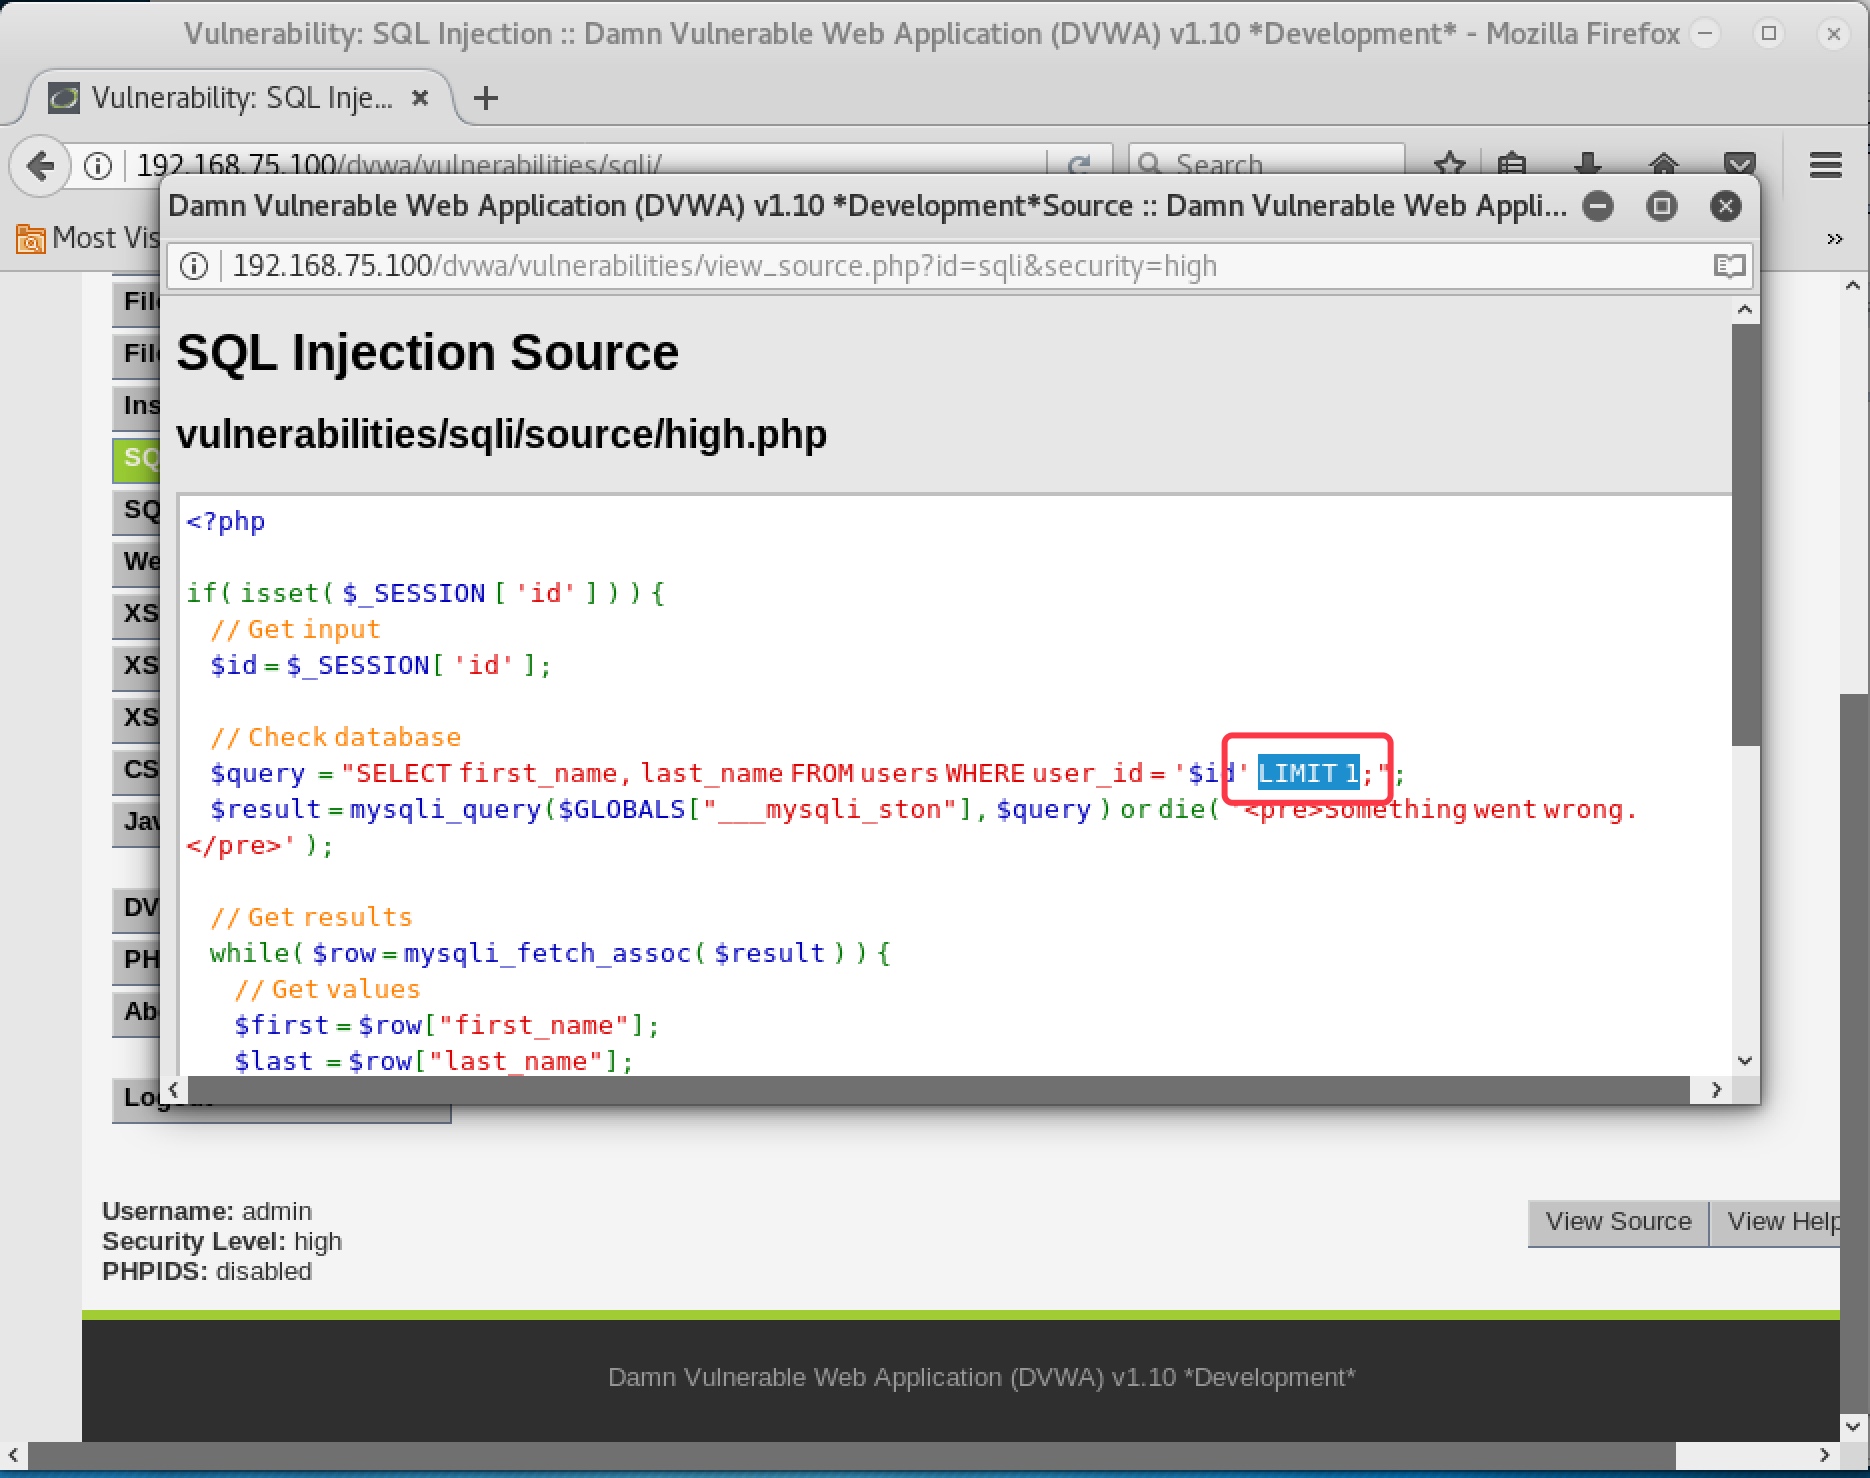 Vulnerability: SQL Injection :: Damn Vulnerable Web Application (DVWA) v1.10 *Development* - Mozilla Firefox
Vulnerability: SQL Inje...
192.168.75.100/dvwa/vulnerabilities/sqli/
Search
Most Vis
Damn Vulnerable Web Application (DVWA) v1.10 *Development*Source :: Damn Vulnerable Web Appli...
192.168.75.100/dvwa/vulnerabilities/view_source.php?id=sqli&security=high
File
File
Ins
SQ
SQ
We
XS
XS
XS
CS
Jav
DV
PH
Ab
SQL Injection Source
vulnerabilities/sqli/source/high.php
<?php
if( isset( $_SESSION [ 'id' ] ) ) {
// Get input
$id = $_SESSION[ 'id' ];
// Check database
$query = "SELECT first_name, last_name FROM users WHERE user_id = '$id' LIMIT 1;";
$result = mysqli_query($GLOBALS["___mysqli_ston"], $query ) or die( '<pre>Something went wrong.
</pre>' );
// Get results
while( $row = mysqli_fetch_assoc( $result ) ) {
// Get values
$first = $row["first_name"];
$last = $row["last_name"];
Logout
Username: admin
Security Level: high
PHPIDS: disabled
View Source
View Help
Damn Vulnerable Web Application (DVWA) v1.10 *Development*